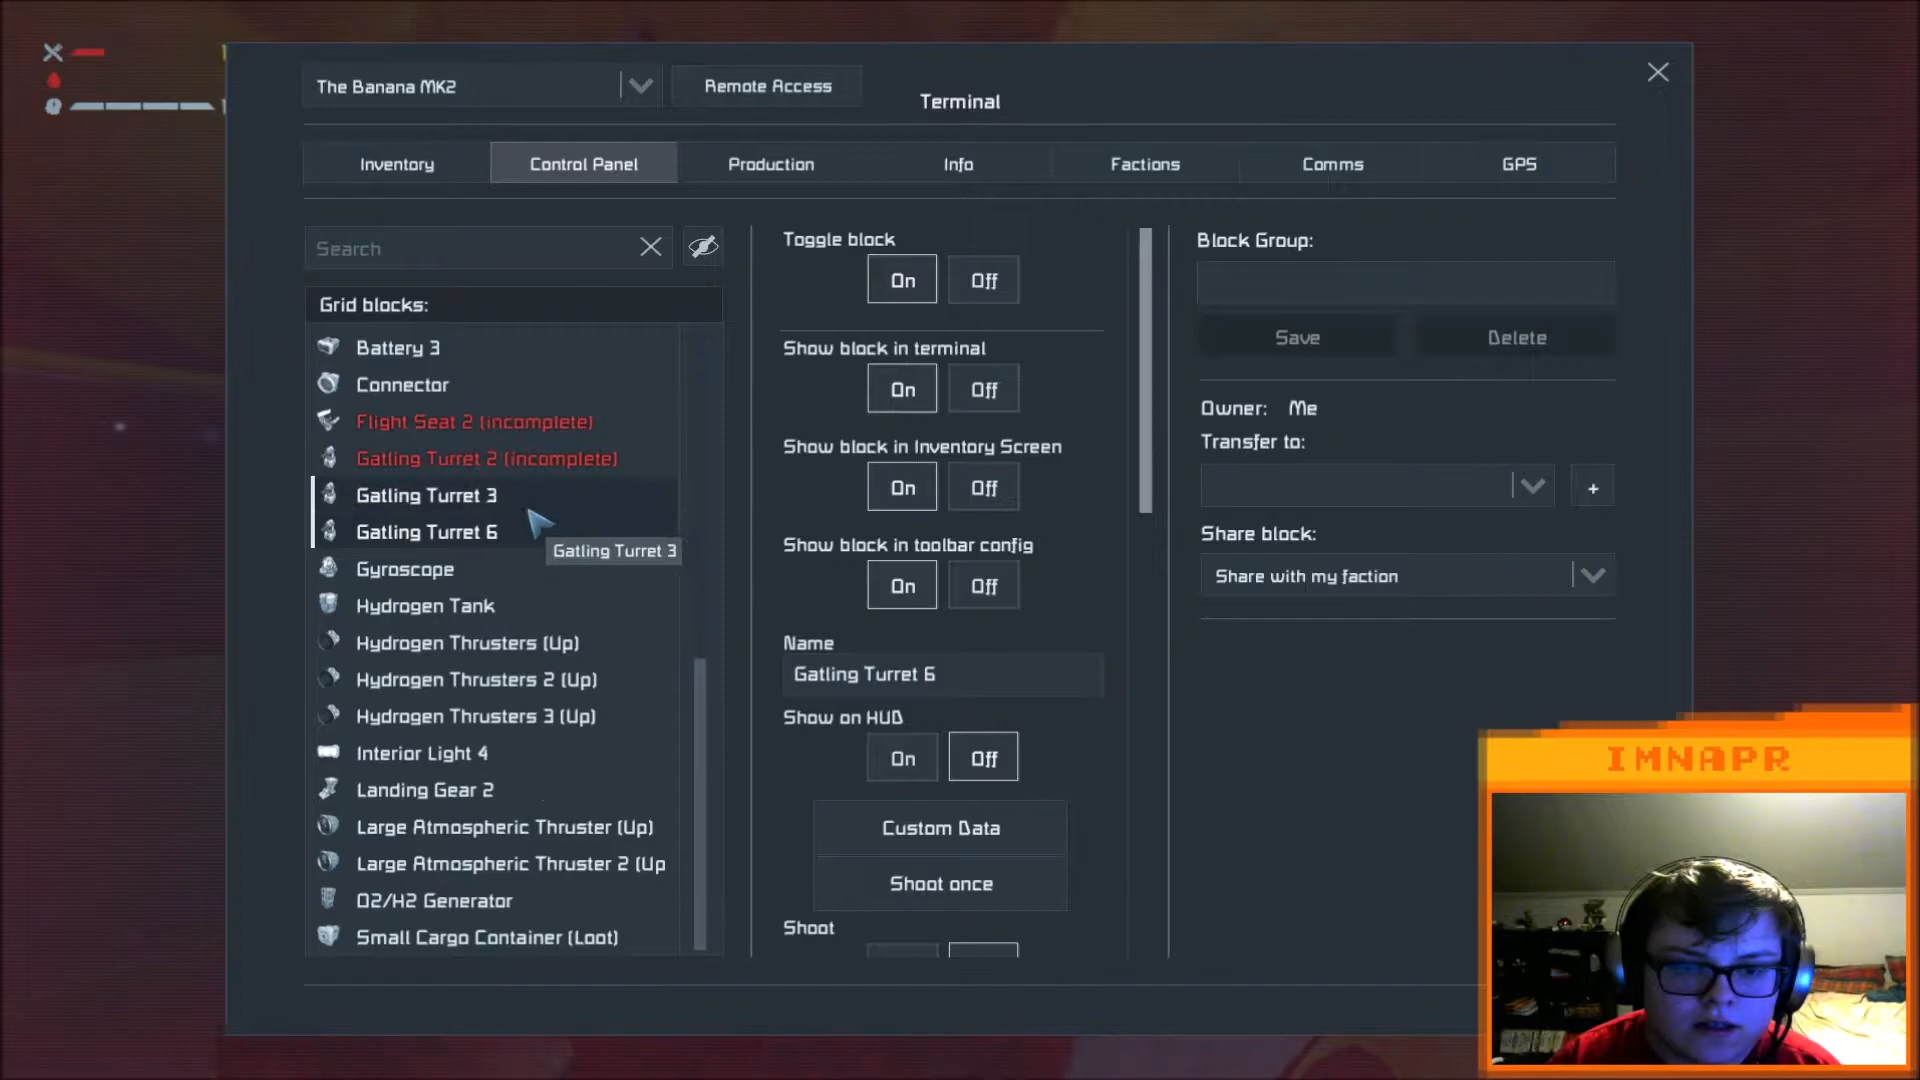 The Banana MK2
Remote Access
Terminal
Inventory
Control Panel
Production
Info
Factions
Comms
GPS
Search
Grid blocks:
Battery 3
Connector
Flight Seat 2 (incomplete)
Gatling Turret 2 (incomplete)
Gatling Turret 3
Gatling Turret 6
Gatling Turret 3
Gyroscope
Hydrogen Tank
Hydrogen Thrusters (Up)
Hydrogen Thrusters 2 (Up)
Hydrogen Thrusters 3 (Up)
Interior Light 4
Landing Gear 2
Large Atmospheric Thruster (Up)
Large Atmospheric Thruster 2 (Up
O2/H2 Generator
Small Cargo Container (Loot)
Toggle block
On Off
Show block in terminal
On Off
Show block in Inventory Screen
On Off
Show block in toolbar config
On Off
Name
Gatling Turret 6
Show on HUD
On Off
Custom Data
Shoot once
Shoot
Block Group:
Save Delete
Owner: Me
Transfer to:
+
Share block:
Share with my faction
IMNAPR